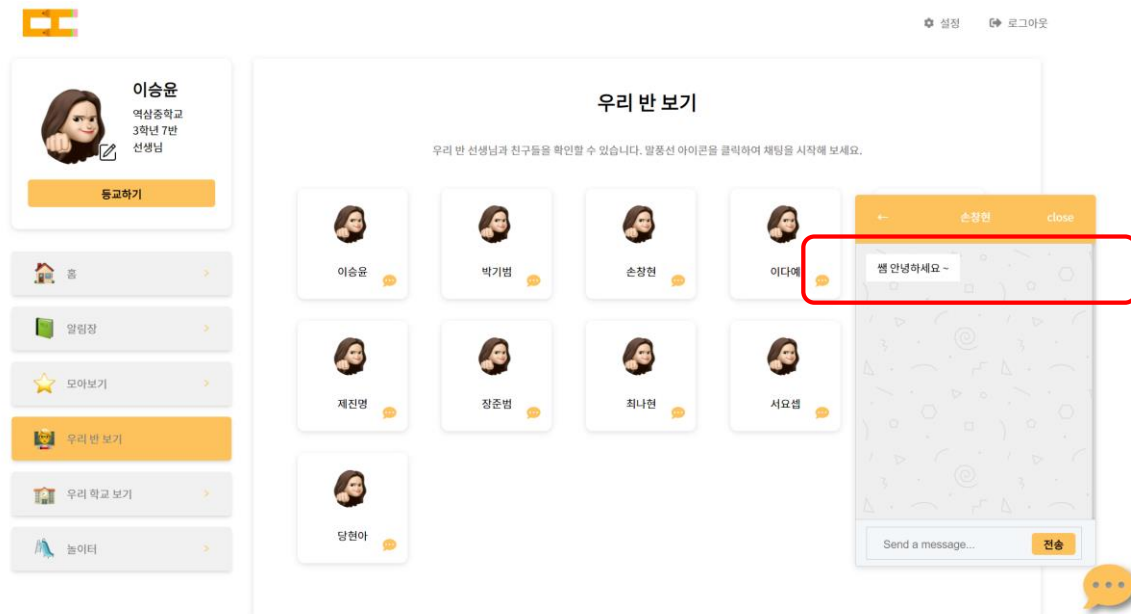 설정
로그아웃
이승윤
역삼중학교
3학년 7반
선생님
등교하기
홈
알림장
모아보기
우리 반 보기
우리 학교 보기
놀이터
우리 반 보기
우리 반 선생님과 친구들을 확인할 수 있습니다. 말풍선 아이콘을 클릭하여 채팅을 시작해 보세요.
이승윤
박기범
손창현
이다예
제진명
장준범
최나현
서요셉
당현아
← 손창현 close
쌤 안녕하세요 ~
Send a message...
전송